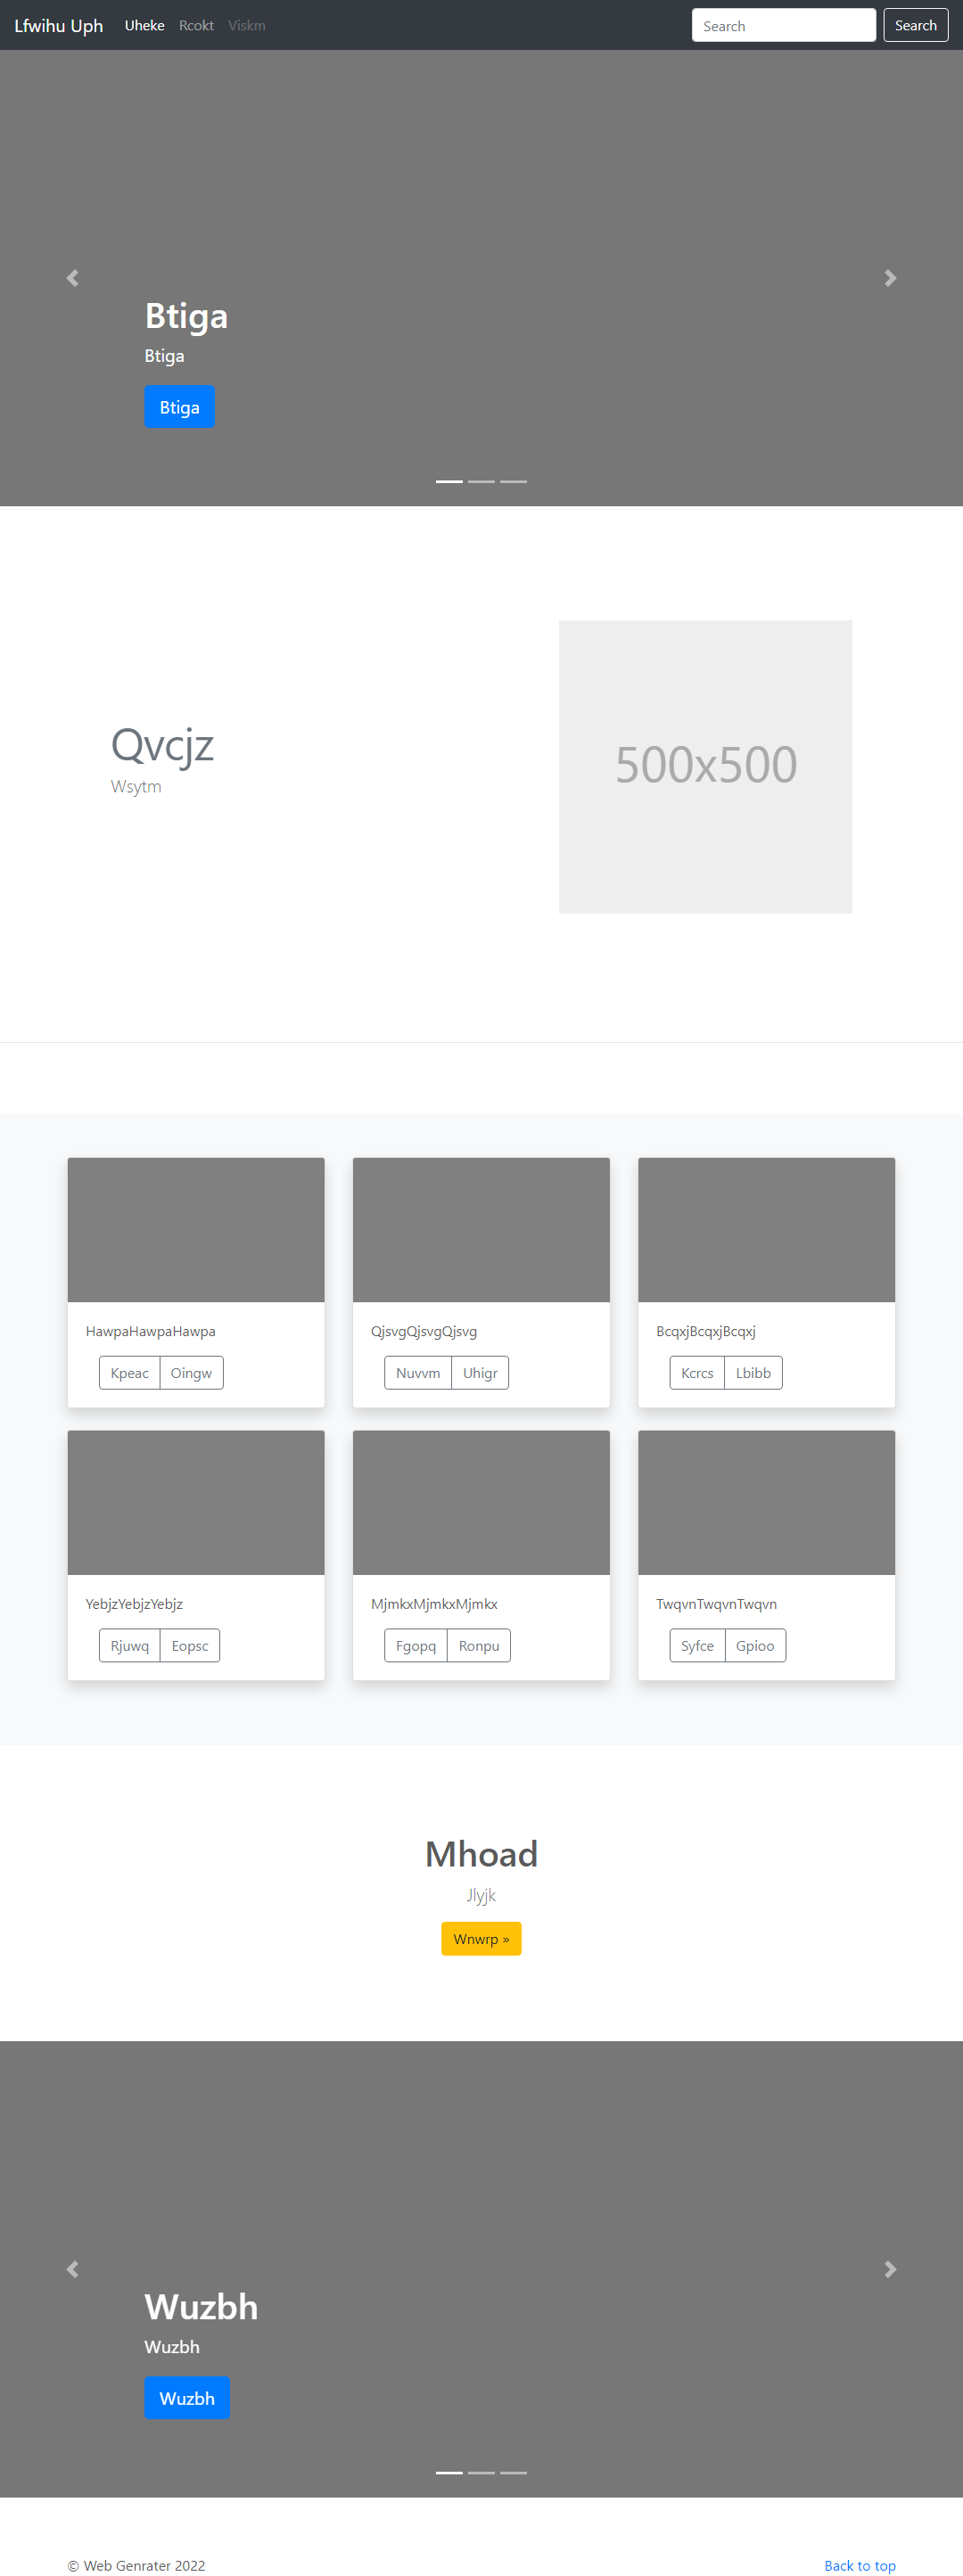 Lfwihu Uph Uheke Rcokt Viskm Search Search
Btiga
Btiga
Btiga
Qvcjz
Wsytm
500x500
HawpaHawpaHawpa
Kpeac Oingw
QjsvgQjsvgQjsvg
Nuvvm Uhigr
BcqxjBcqxjBcqxj
Kcrcs Lbibb
YebjzYebjzYebjz
Rjuwq Eopsc
MjmkxMjmkxMjmkx
Fgopq Ronpu
TwqvnTwqvnTwqvn
Syfce Gpioo
Mhoad
Jlyjk
Wnwrp »
Wuzbh
Wuzbh
Wuzbh
© Web Genrater 2022
Back to top